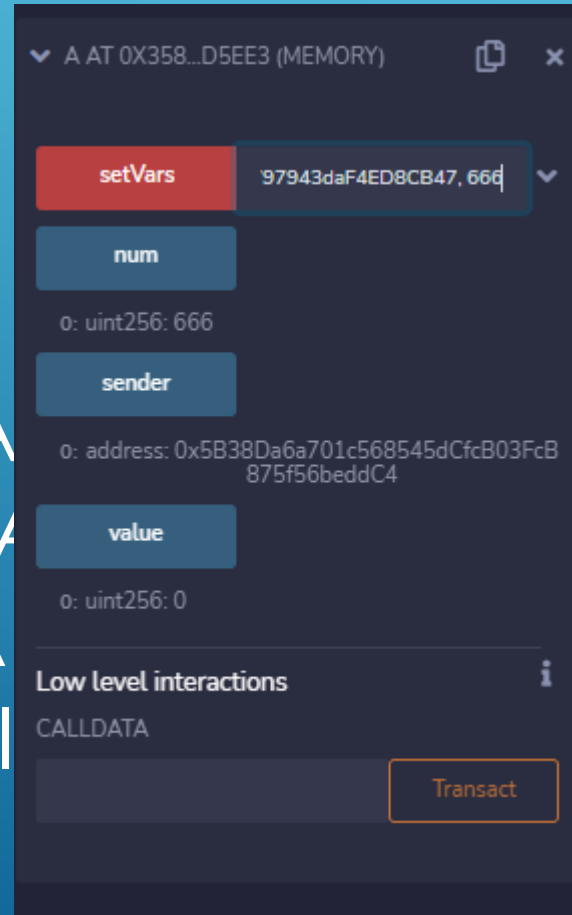 A AT 0X358...D5EE3 (MEMORY)
setVars '97943daF4ED8CB47, 666
num
0: uint256: 666
sender
0: address: 0x5B38Da6a701c568545dCfcB03FcB
875f56beddC4
value
0: uint256: 0
Low level interactions
CALLDATA
Transact